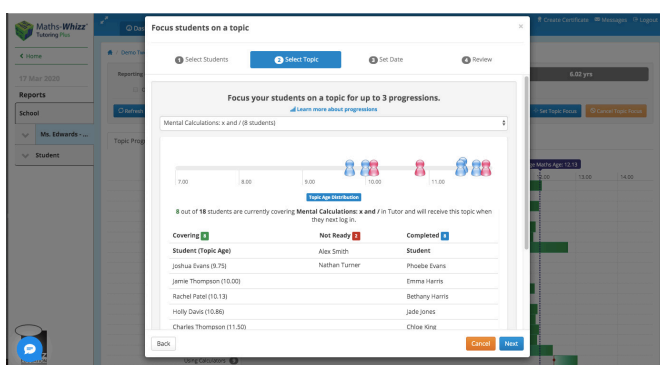 Maths-Whizz®
Tutoring Plus
Create Certificate
Messages
Logout
Home
17 Mar 2020
Reports
School
Ms. Edwards - ...
Student
Reporting
6.02 yrs
Refresh
Set Topic Focus
Cancel Topic Focus
Maths Age: 12.13
12.00 13.00 14.00
Focus students on a topic
×
1 Select Students
2 Select Topic
3 Set Date
4 Review
Focus your students on a topic for up to 3 progressions.
Learn more about progressions
Mental Calculations: x and / (8 students)
7.00 8.00 9.00 10.00 11.00
Topic Age Distribution
8 out of 18 students are currently covering Mental Calculations: x and / in Tutor and will receive this topic when
they next log in.
Covering 8 Not Ready 2 Completed 8
Student (Topic Age) Alex Smith Student
Joshua Evans (9.75) Nathan Turner Phoebe Evans
Jamie Thompson (10.00) Emma Harris
Rachel Patel (10.13) Bethany Harris
Holly Davis (10.86) Jade Jones
Charles Thompson (11.50) Chloe King
Back
Cancel
Next
Using Calculators